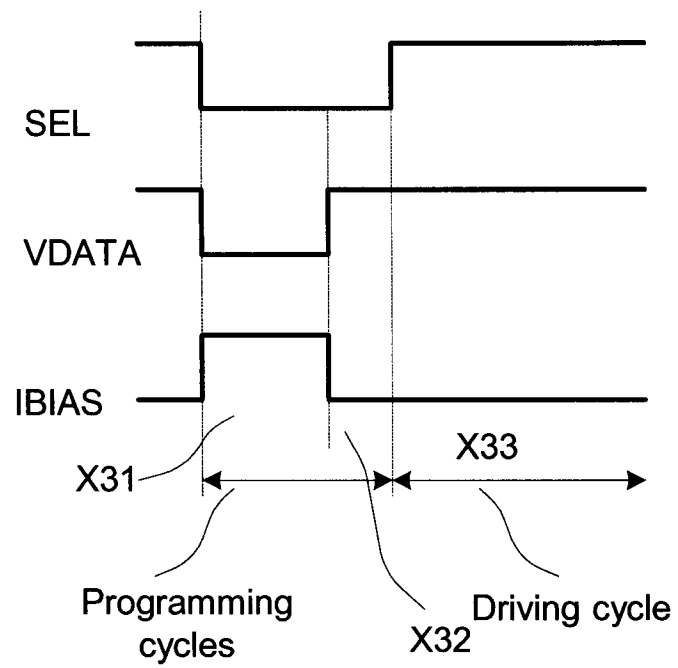 SEL
VDATA
IBIAS
X33
X31
Programming
cycles
X32
Driving cycle